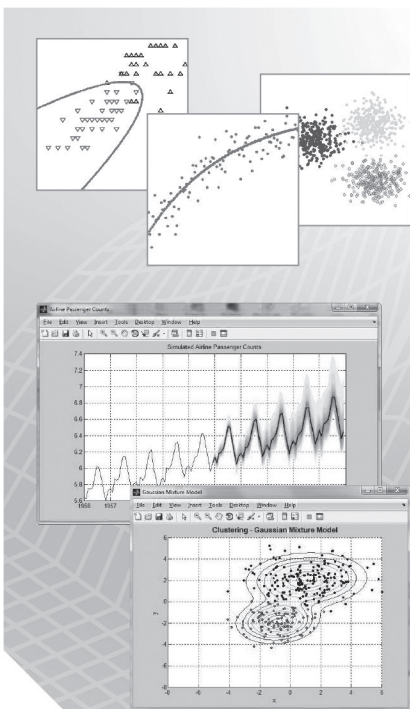 Airline Passenger Counts
File Edit View Insert Tools Desktop Window Help
Simulated Airline Passenger Counts
7.4
7.2
7
6.8
6.6
6.4
6.2
6
5.8
5.6
1956 1957
Gaussian Mixture Model
File Edit View Insert Tools Desktop Window Help
Clustering - Gaussian Mixture Model
6
4
2
0
-2
-4
-6
-8
y
-8 -6 -4 -2 0 2 4 6
x